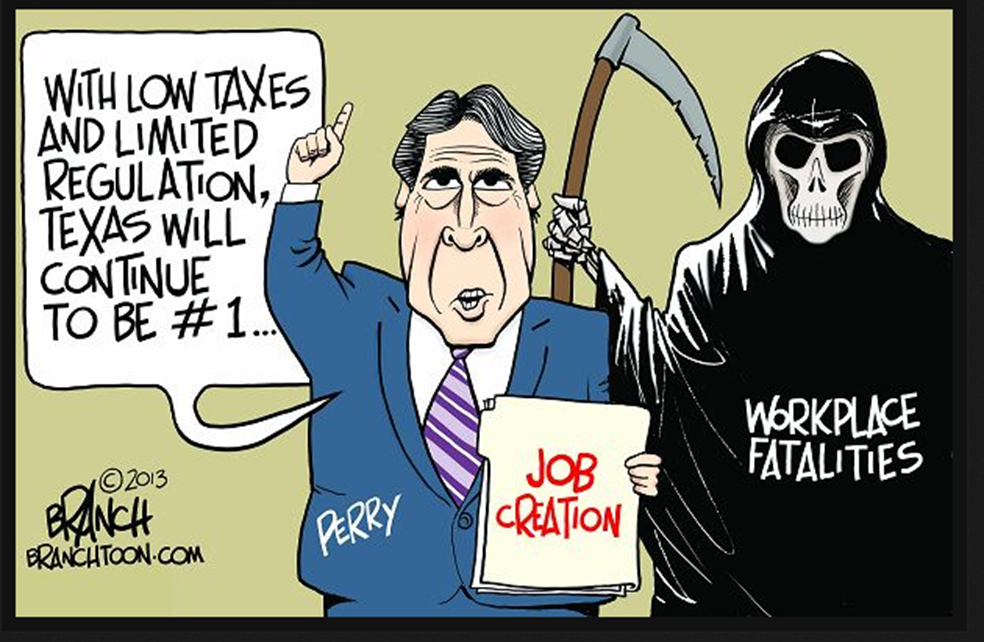 WITH LOW TAXES
AND LIMITED
REGULATION,
TEXAS WILL
CONTINUE
TO BE #1...
JOB
CREATION
WORKPLACE
FATALITIES
PERRY
©2013
BRANCH
BRANCHTOON.COM